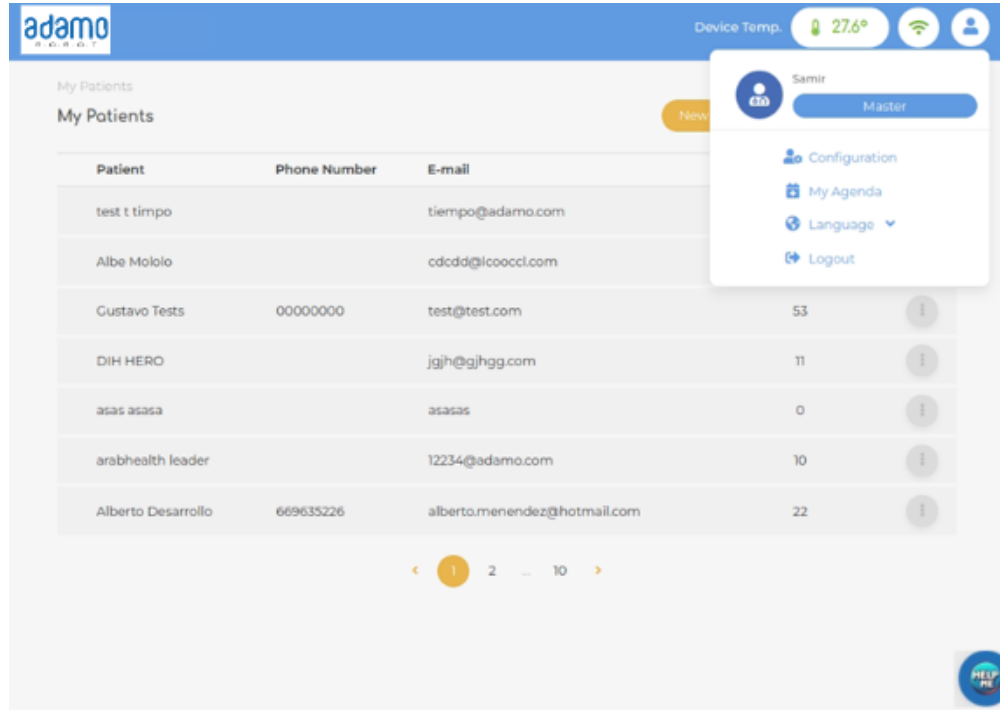 adamo
R.O.B.O.T
Device Temp.
27.6º
My Patients
My Patients
New
Samir
Master
Configuration
My Agenda
Language
Logout
Patient Phone Number E-mail
test t timpo tiempo@adamo.com
Albe Mololo cdcdd@lcooccl.com
Gustavo Tests 00000000 test@test.com 53
DIH HERO jgjh@gjhgg.com 11
asas asasa asasas 0
arabhealth leader 12234@adamo.com 10
Alberto Desarrollo 669635226 alberto.menendez@hotmail.com 22
‹ 1 2 ... 10 ›
HELP
ME